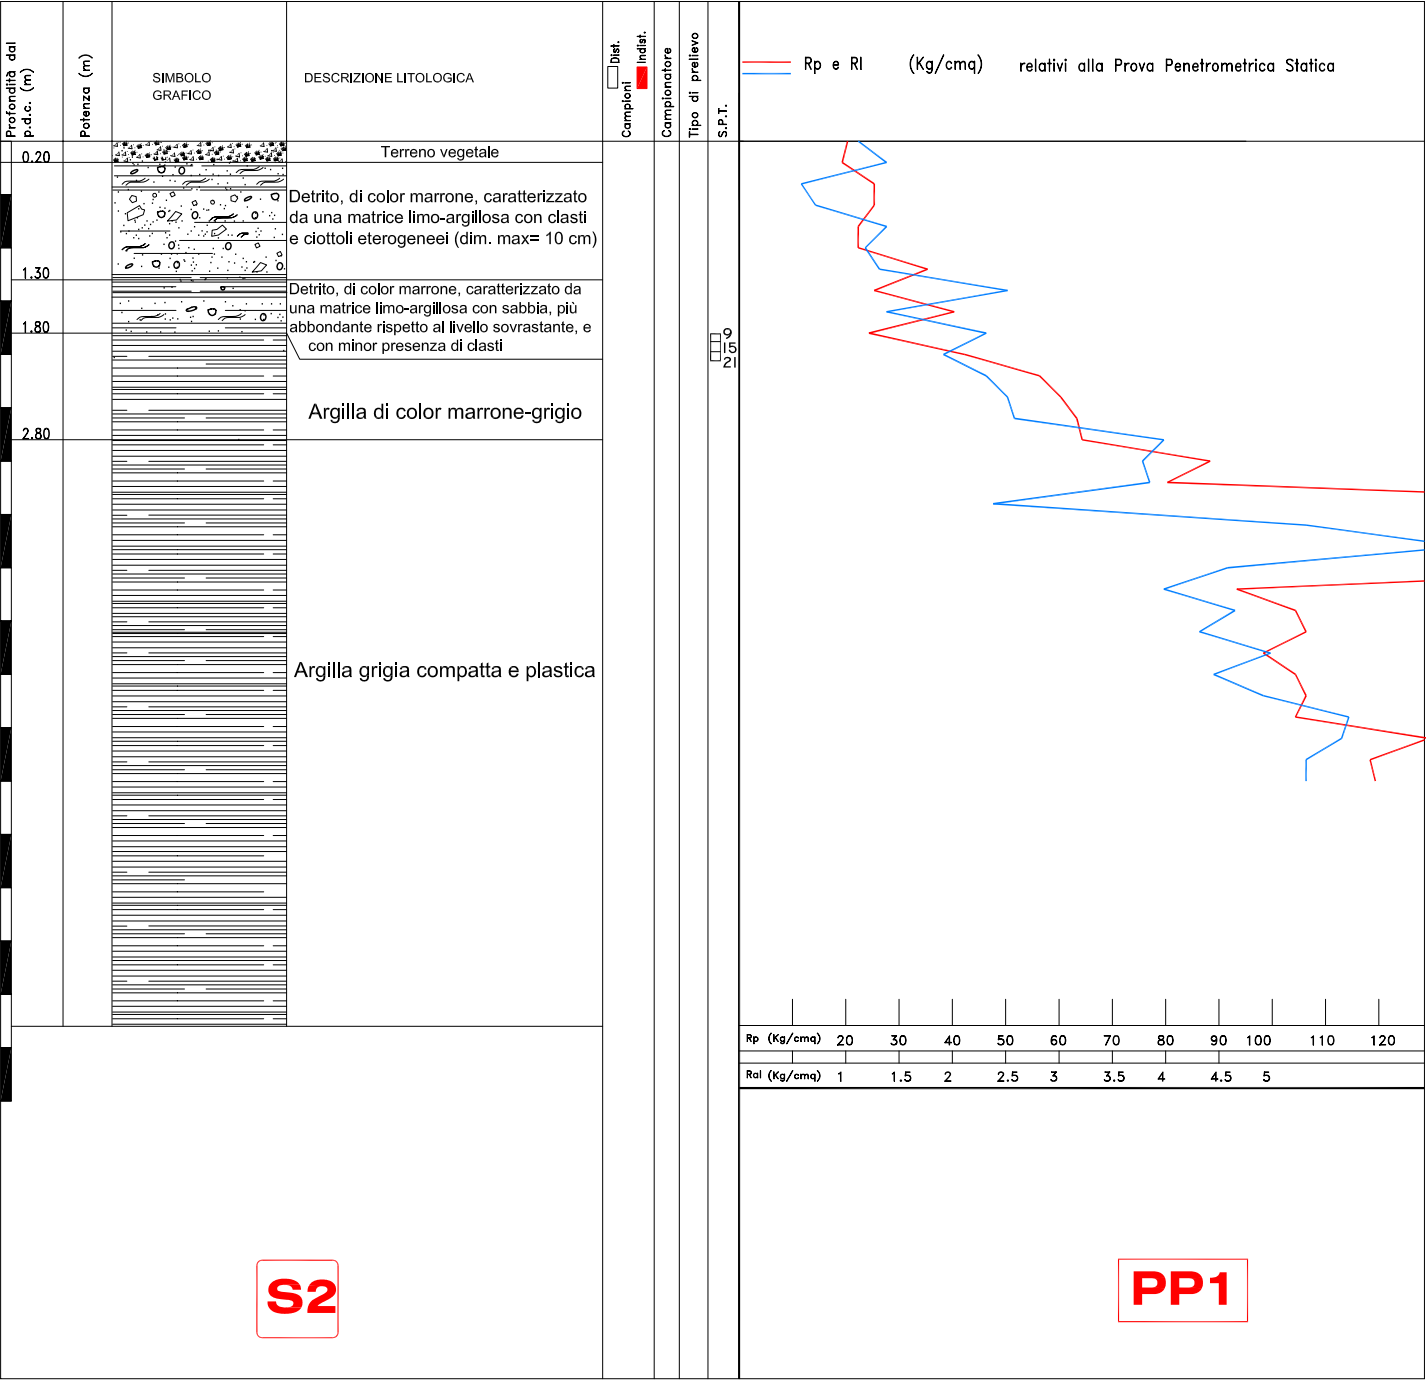 Profondità dal
p.d.c. (m)
Potenza (m)
SIMBOLO
GRAFICO
DESCRIZIONE LITOLOGICA
Campioni
Dist.
Indist.
Campionatore
Tipo di prelievo
S.P.T.
Rp e Rl (Kg/cmq) relativi alla Prova Penetrometrica Statica
0.20
Terreno vegetale
Detrito, di color marrone, caratterizzato
da una matrice limo-argillosa con clasti
e ciottoli eterogeneei (dim. max= 10 cm)
1.30
Detrito, di color marrone, caratterizzato da
una matrice limo-argillosa con sabbia, più
abbondante rispetto al livello sovrastante, e
con minor presenza di clasti
1.80
9
15
21
Argilla di color marrone-grigio
2.80
Argilla grigia compatta e plastica
Rp (Kg/cmq) 20 30 40 50 60 70 80 90 100 110 120
Ral (Kg/cmq) 1 1.5 2 2.5 3 3.5 4 4.5 5
S2
PP1